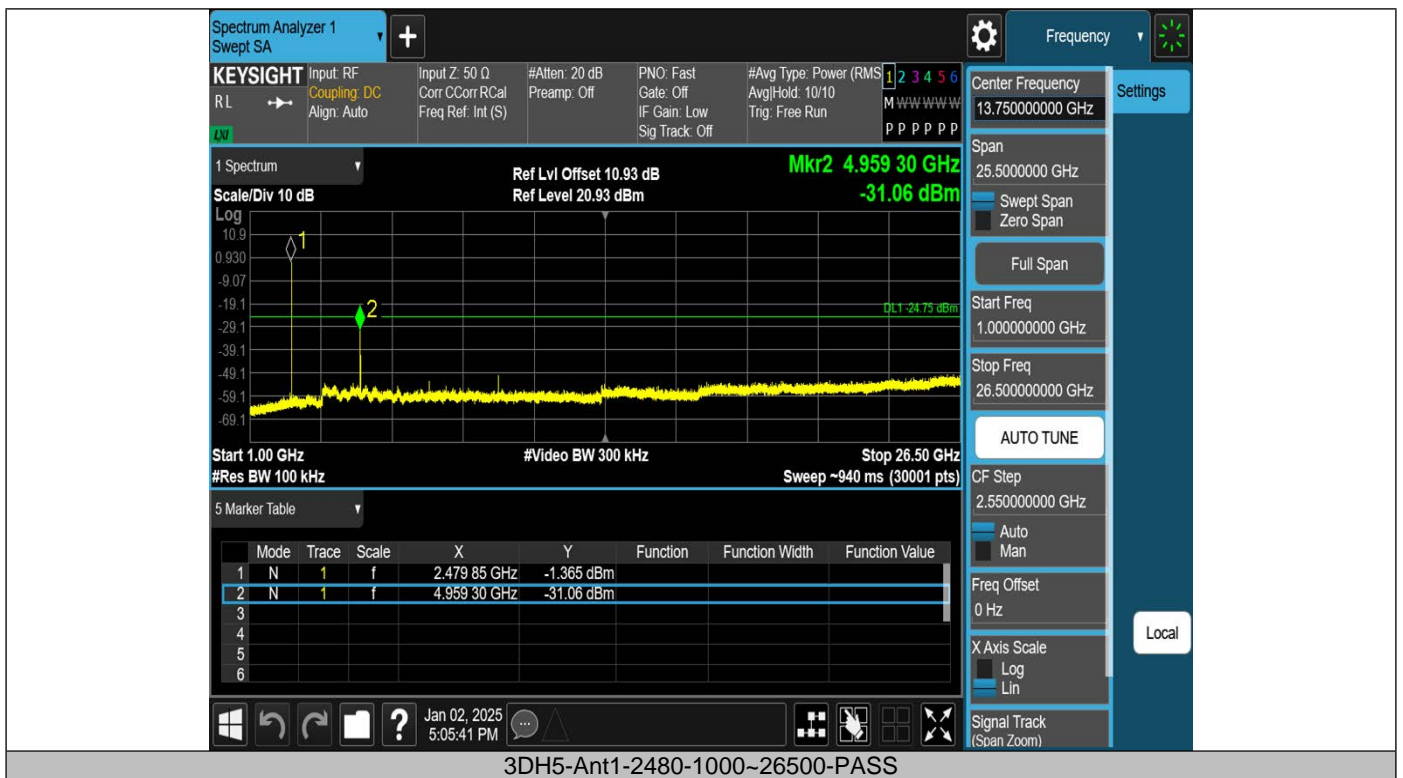 Spectrum Analyzer 1
Swept SA
+
Frequency
KEYSIGHT
RL
LXI
Input: RF
Coupling: DC
Align: Auto
Input Z: 50 Ω
Corr CCorr RCal
Freq Ref: Int (S)
#Atten: 20 dB
Preamp: Off
PNO: Fast
Gate: Off
IF Gain: Low
Sig Track: Off
#Avg Type: Power (RMS
Avg|Hold: 10/10
Trig: Free Run
1 2 3 4 5 6
M W W W W W
P P P P P P
1 Spectrum
Scale/Div 10 dB
Ref Lvl Offset 10.93 dB
Ref Level 20.93 dBm
Mkr2 4.959 30 GHz
-31.06 dBm
Log
10.9
0.930
-9.07
-19.1
-29.1
-39.1
-49.1
-59.1
-69.1
1
2
DL1 -24.75 dBm
Start 1.00 GHz
#Video BW 300 kHz
Stop 26.50 GHz
#Res BW 100 kHz
Sweep ~940 ms (30001 pts)
5 Marker Table
Mode Trace Scale X Y Function Function Width Function Value
1 N 1 f 2.479 85 GHz -1.365 dBm
2 N 1 f 4.959 30 GHz -31.06 dBm
3
4
5
6
?
Jan 02, 2025
5:05:41 PM
Center Frequency
13.750000000 GHz
Settings
Span
25.5000000 GHz
Swept Span
Zero Span
Full Span
Start Freq
1.000000000 GHz
Stop Freq
26.500000000 GHz
AUTO TUNE
CF Step
2.550000000 GHz
Auto
Man
Freq Offset
0 Hz
X Axis Scale
Log
Lin
Local
Signal Track
(Span Zoom)
3DH5-Ant1-2480-1000~26500-PASS